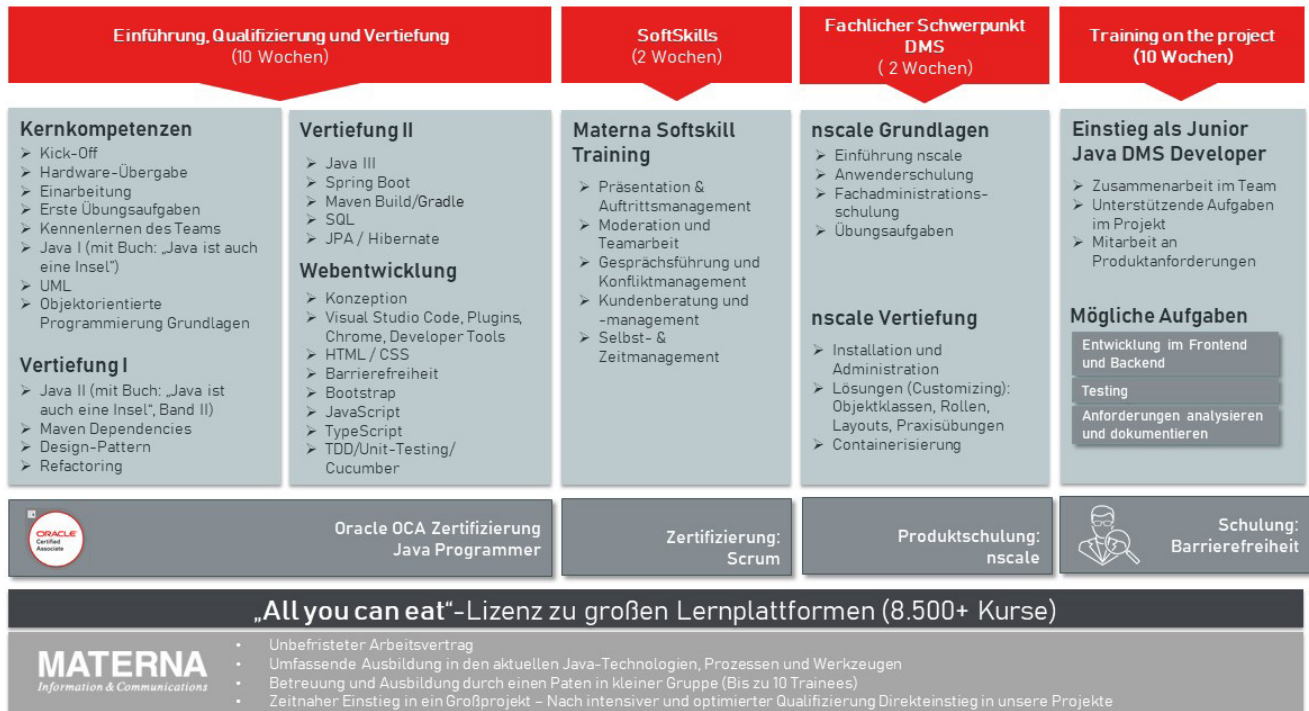 Einführung, Qualifizierung und Vertiefung
(10 Wochen)
SoftSkills
(2 Wochen)
Fachlicher Schwerpunkt
DMS
( 2 Wochen)
Training on the project
(10 Wochen)
Kernkompetenzen
➢ Kick-Off
➢ Hardware-Übergabe
➢ Einarbeitung
➢ Erste Übungsaufgaben
➢ Kennenlernen des Teams
➢ Java I (mit Buch: „Java ist auch
eine Insel“)
➢ UML
➢ Objektorientierte
Programmierung Grundlagen
Vertiefung I
➢ Java II (mit Buch: „Java ist
auch eine Insel“, Band II)
➢ Maven Dependencies
➢ Design-Pattern
➢ Refactoring
Vertiefung II
➢ Java III
➢ Spring Boot
➢ Maven Build/Gradle
➢ SQL
➢ JPA / Hibernate
Webentwicklung
➢ Konzeption
➢ Visual Studio Code, Plugins,
Chrome, Developer Tools
➢ HTML / CSS
➢ Barrierefreiheit
➢ Bootstrap
➢ JavaScript
➢ TypeScript
➢ TDD/Unit-Testing/
Cucumber
Materna Softskill
Training
➢ Präsentation &
Auftrittsmanagement
➢ Moderation und
Teamarbeit
➢ Gesprächsführung und
Konfliktmanagement
➢ Kundenberatung und
-management
➢ Selbst- &
Zeitmanagement
nscale Grundlagen
➢ Einführung nscale
➢ Anwenderschulung
➢ Fachadministrations-
schulung
➢ Übungsaufgaben
nscale Vertiefung
➢ Installation und
Administration
➢ Lösungen (Customizing):
Objektklassen, Rollen,
Layouts, Praxisübungen
➢ Containerisierung
Einstieg als Junior
Java DMS Developer
➢ Zusammenarbeit im Team
➢ Unterstützende Aufgaben
im Projekt
➢ Mitarbeit an
Produktanforderungen
Mögliche Aufgaben
Entwicklung im Frontend
und Backend
Testing
Anforderungen analysieren
und dokumentieren
ORACLE
Certified
Associate
Oracle OCA Zertifizierung
Java Programmer
Zertifizierung:
Scrum
Produktschulung:
nscale
Schulung:
Barrierefreiheit
„All you can eat“-Lizenz zu großen Lernplattformen (8.500+ Kurse)
MATERNA
Information & Communications
• Unbefristeter Arbeitsvertrag
• Umfassende Ausbildung in den aktuellen Java-Technologien, Prozessen und Werkzeugen
• Betreuung und Ausbildung durch einen Paten in kleiner Gruppe (Bis zu 10 Trainees)
• Zeitnaher Einstieg in ein Großprojekt – Nach intensiver und optimierter Qualifizierung Direkteinstieg in unsere Projekte